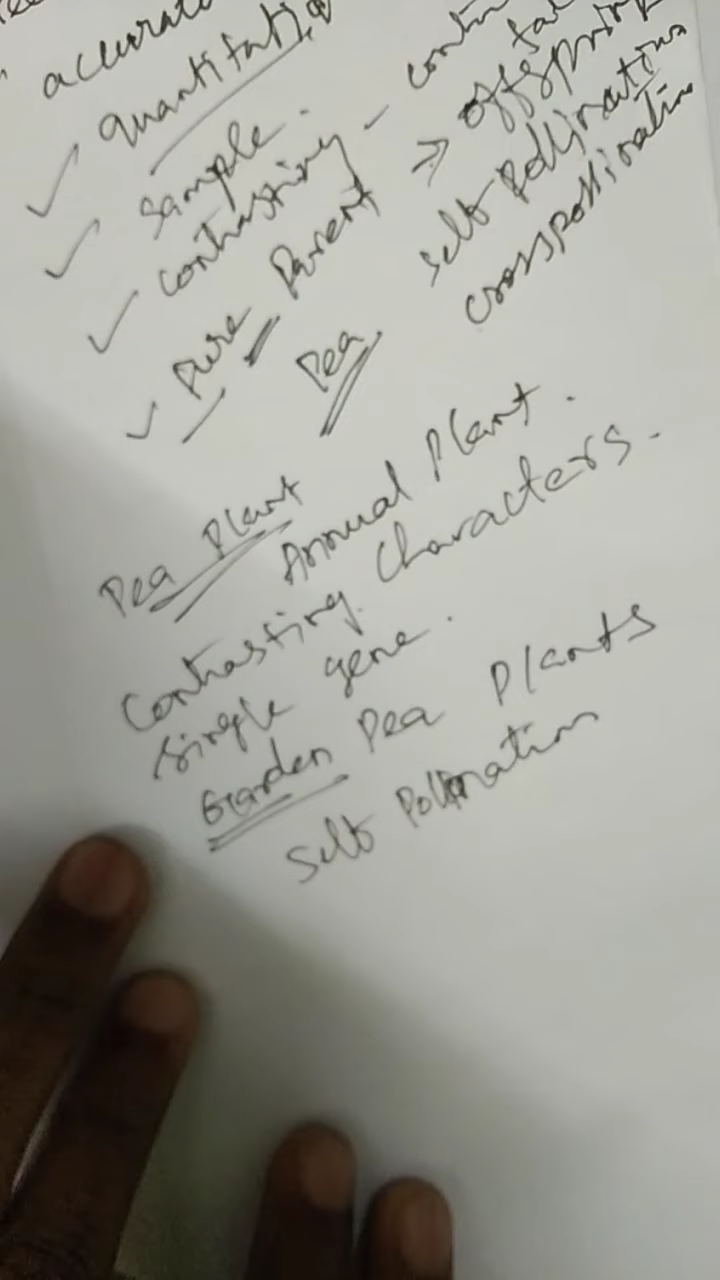 accurate
✓ quantitativ
✓ Sample.
✓ contrasting -
✓ Pure Parent => offspring
Pea self Pollination
crosspollination
Pea Plant
Annual Plant.
Contrasting Characters.
single gene.
Garden Pea Plants
Self Pollination